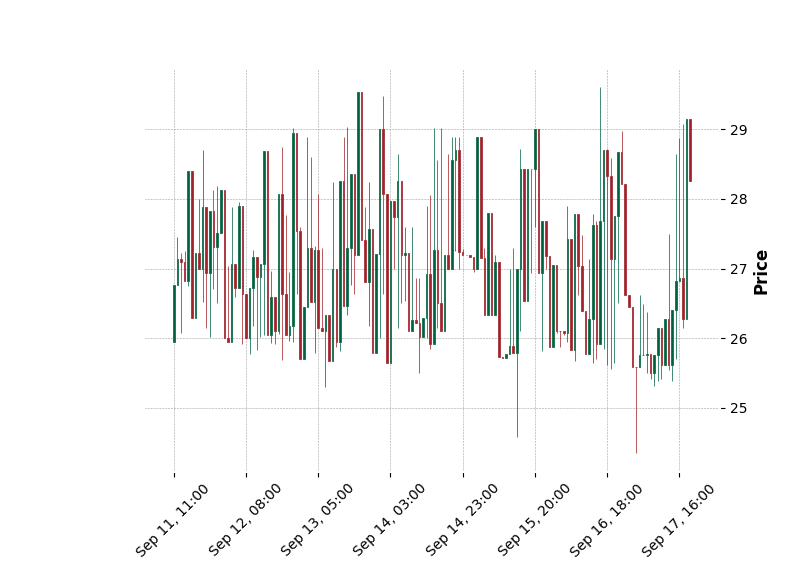 29
28
27
26
25
Price
Sep 11, 11:00
Sep 12, 08:00
Sep 13, 05:00
Sep 14, 03:00
Sep 14, 23:00
Sep 15, 20:00
Sep 16, 18:00
Sep 17, 16:00